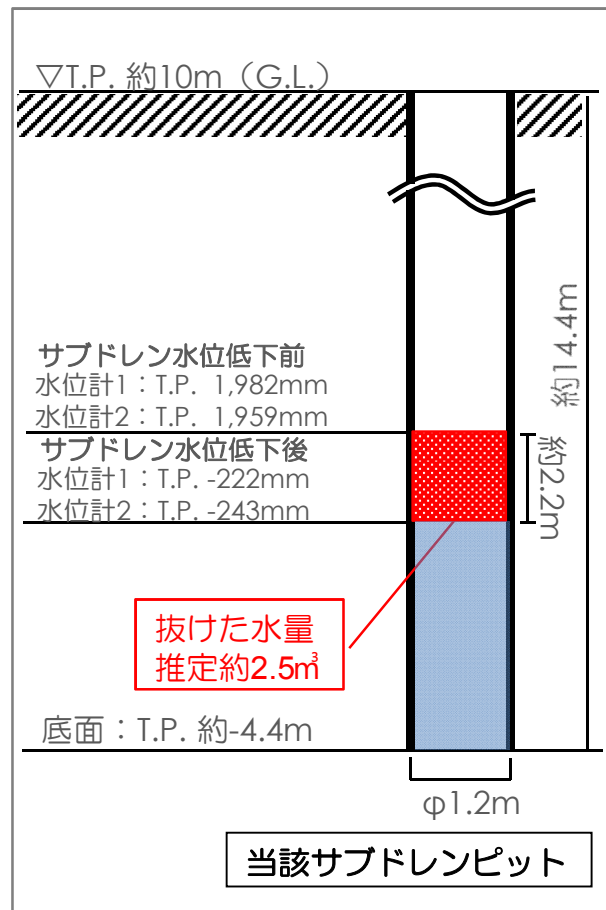 ▽T.P. 約10m（G.L.）
サブドレン水位低下前
水位計1：T.P. 1,982mm
水位計2：T.P. 1,959mm
サブドレン水位低下後
水位計1：T.P. -222mm
水位計2：T.P. -243mm
約2.2m
約14.4m
抜けた水量
推定約2.5㎥
底面：T.P. 約-4.4m
φ1.2m
当該サブドレンピット